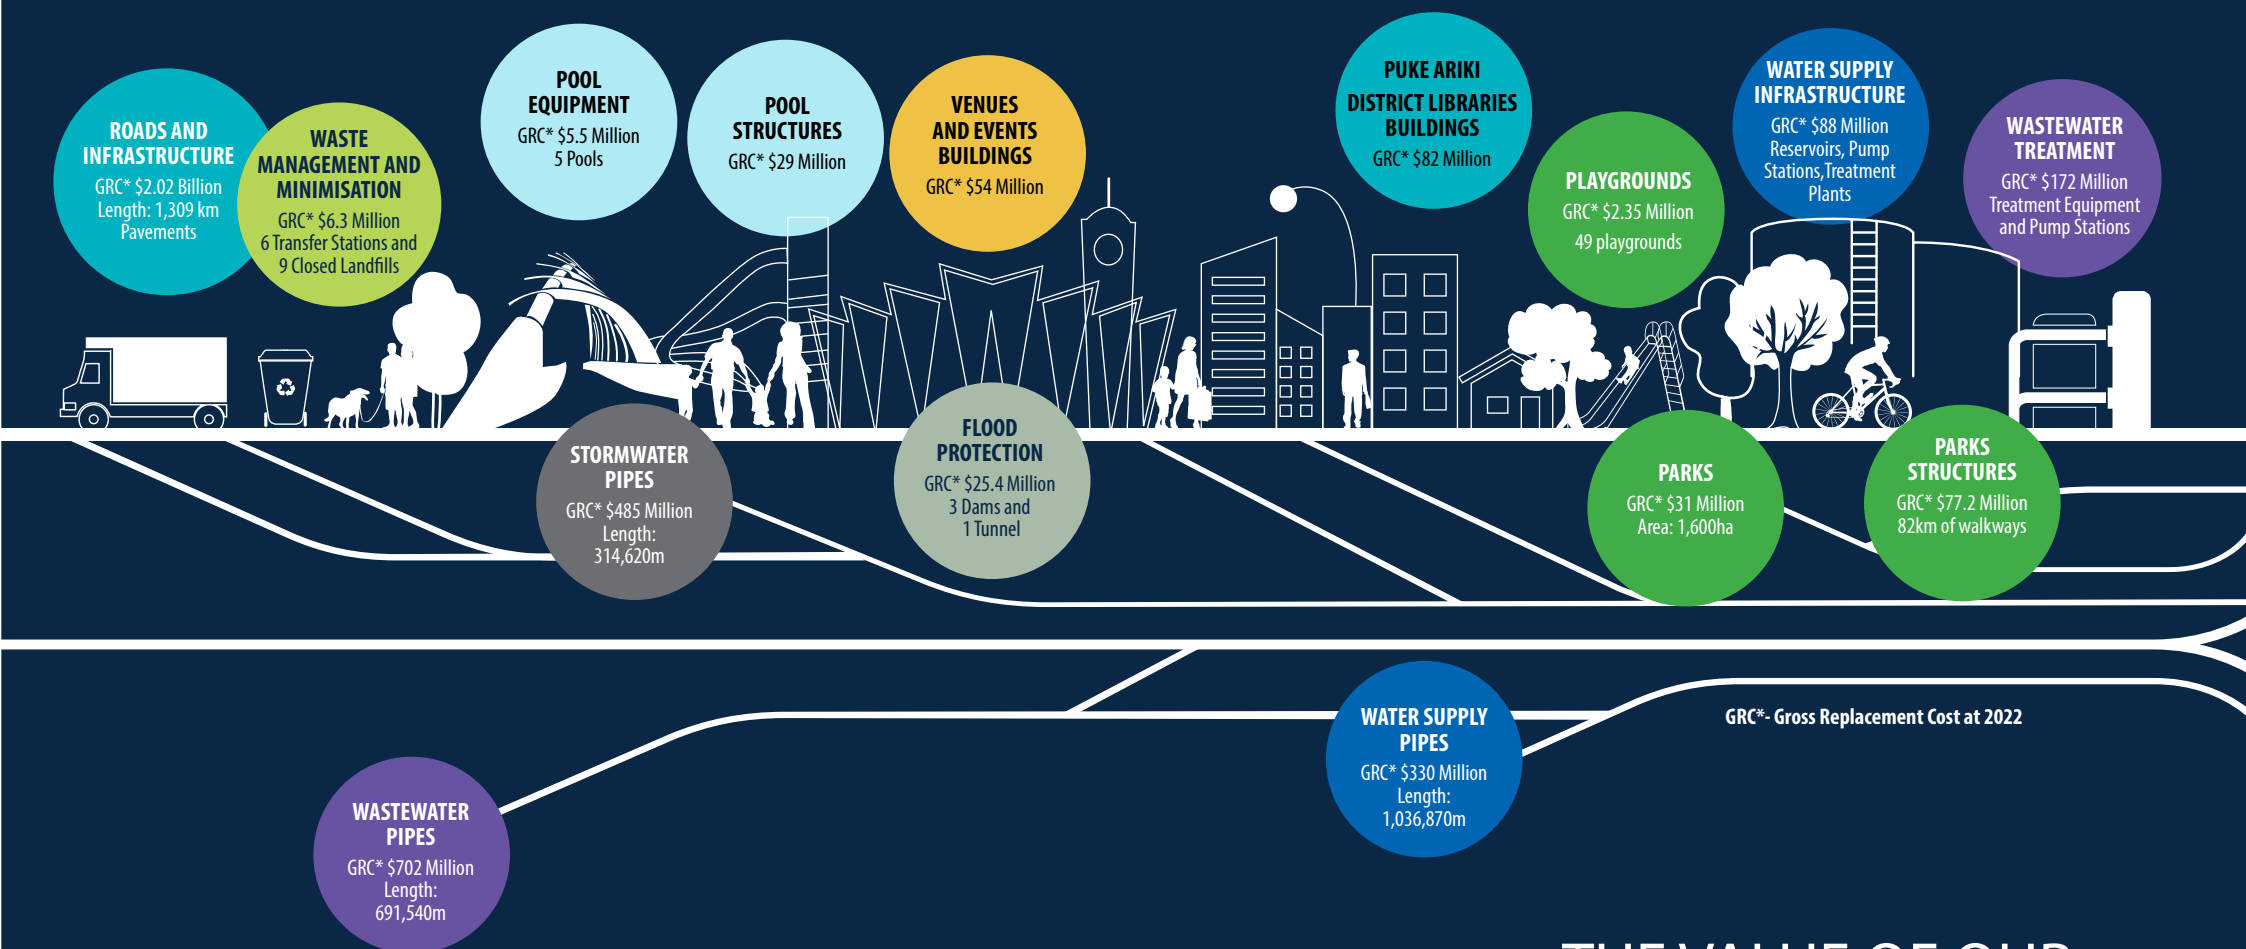 ROADS AND
INFRASTRUCTURE
GRC* $2.02 Billion
Length: 1,309 km
Pavements
WASTE
MANAGEMENT AND
MINIMISATION
GRC* $6.3 Million
6 Transfer Stations and
9 Closed Landfills
POOL
EQUIPMENT
GRC* $5.5 Million
5 Pools
POOL
STRUCTURES
GRC* $29 Million
VENUES
AND EVENTS
BUILDINGS
GRC* $54 Million
PUKE ARIKI
DISTRICT LIBRARIES
BUILDINGS
GRC* $82 Million
PLAYGROUNDS
GRC* $2.35 Million
49 playgrounds
WATER SUPPLY
INFRASTRUCTURE
GRC* $88 Million
Reservoirs, Pump
Stations,Treatment
Plants
WASTEWATER
TREATMENT
GRC* $172 Million
Treatment Equipment
and Pump Stations
STORMWATER
PIPES
GRC* $485 Million
Length:
314,620m
FLOOD
PROTECTION
GRC* $25.4 Million
3 Dams and
1 Tunnel
PARKS
GRC* $31 Million
Area: 1,600ha
PARKS
STRUCTURES
GRC* $77.2 Million
82km of walkways
WATER SUPPLY
PIPES
GRC* $330 Million
Length:
1,036,870m
GRC*- Gross Replacement Cost at 2022
WASTEWATER
PIPES
GRC* $702 Million
Length:
691,540m
THE VALUE OF OUR